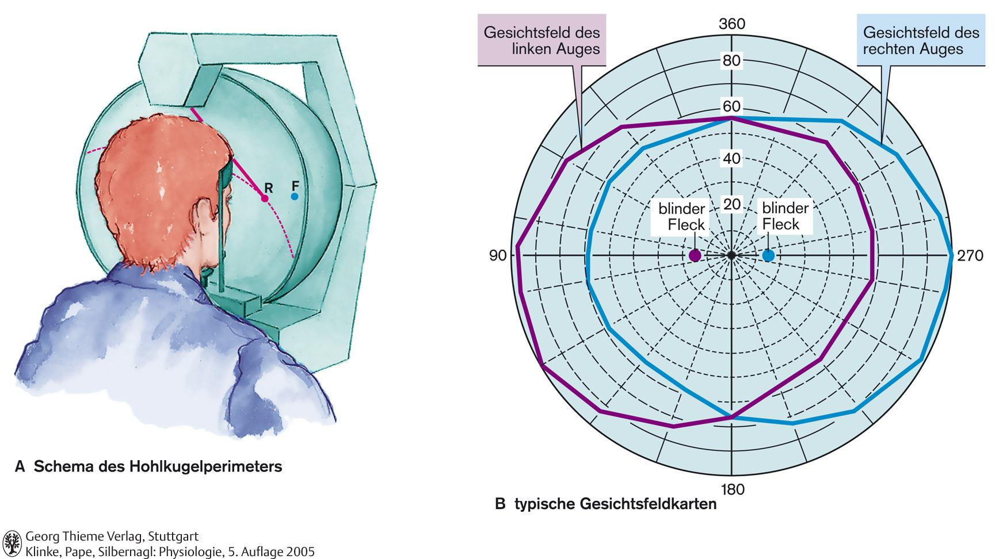 Gesichtsfeld des
linken Auges
Gesichtsfeld des
rechten Auges
360
80
60
40
20
R
F
blinder
Fleck
blinder
Fleck
90
270
180
A Schema des Hohlkugelperimeters
B typische Gesichtsfeldkarten
Georg Thieme Verlag, Stuttgart
Klinke, Pape, Silbernagl: Physiologie, 5. Auflage 2005